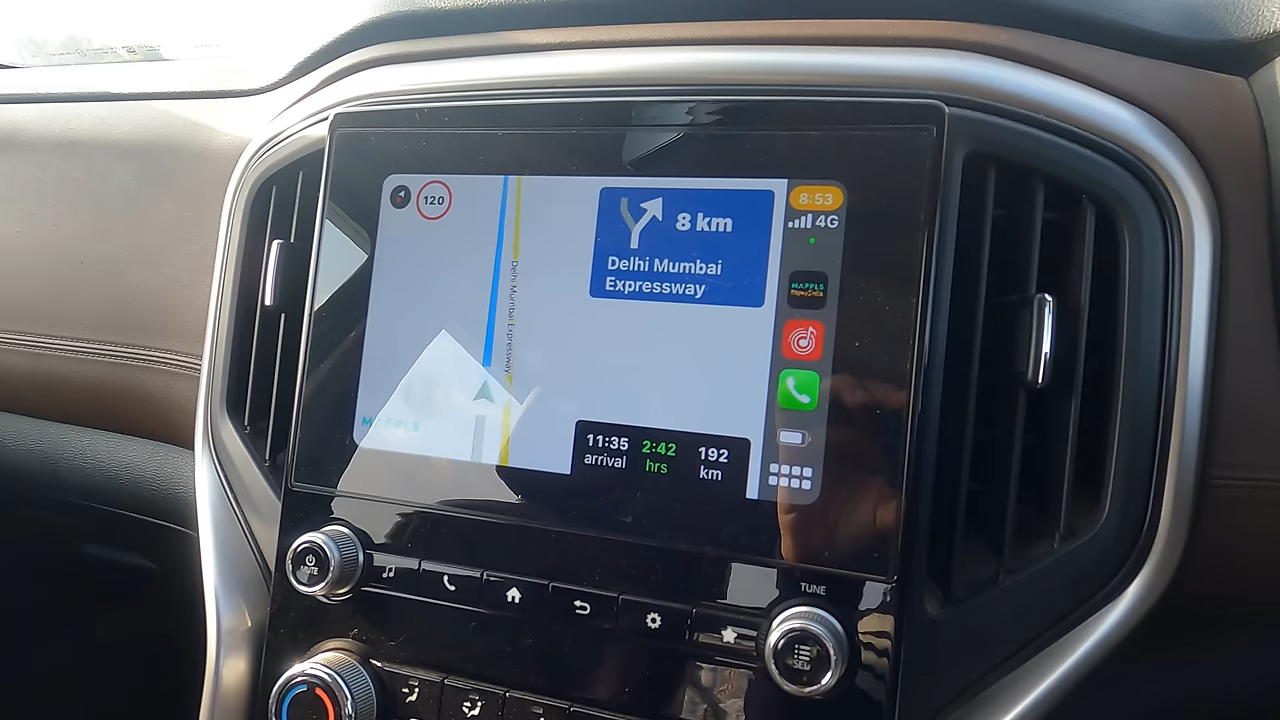 120
8 km
Delhi Mumbai
Expressway
8:53
4G
MAPPLS
Delhi Mumbai Expressway
MAPPLS
11:35
arrival
2:42
hrs
192
km
MUTE
TUNE
SEL